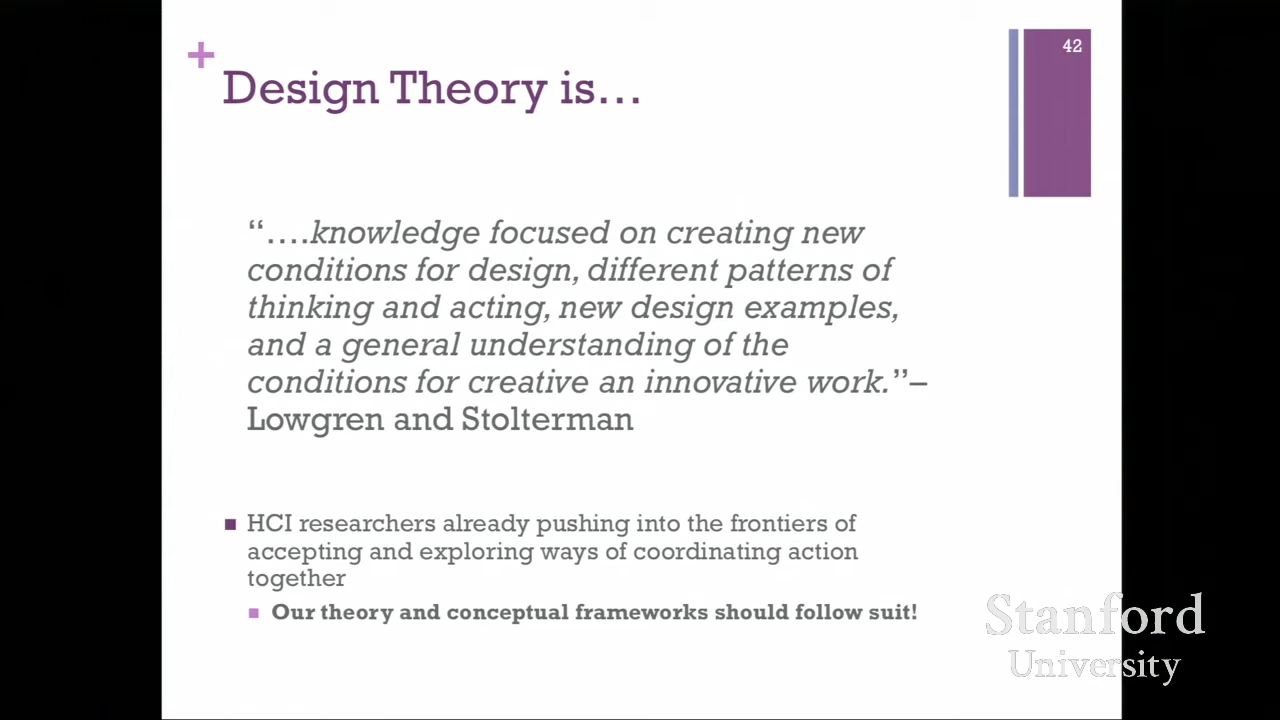 42
+
Design Theory is...
“….knowledge focused on creating new
conditions for design, different patterns of
thinking and acting, new design examples,
and a general understanding of the
conditions for creative an innovative work.”–
Lowgren and Stolterman
HCI researchers already pushing into the frontiers of
accepting and exploring ways of coordinating action
together
Our theory and conceptual frameworks should follow suit!
Stanford
University